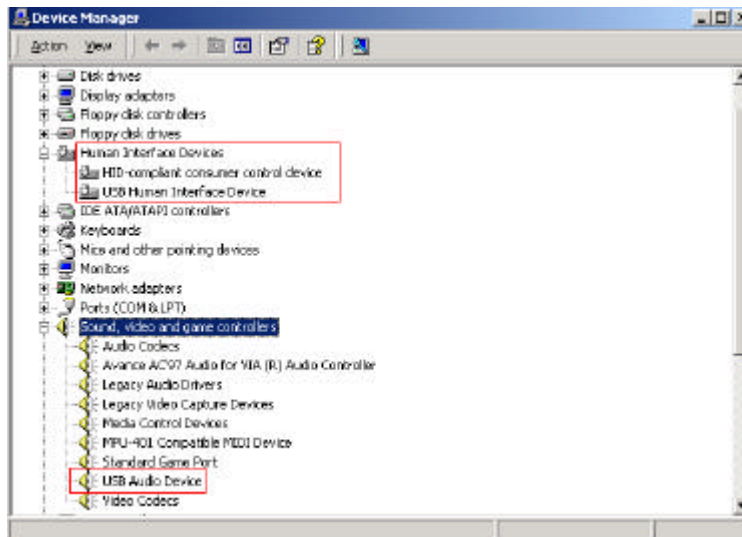 Device Manager
Action View
Disk drives
Display adapters
Floppy disk controllers
Floppy disk drives
Human Interface Devices
HID-compliant consumer control device
USB Human Interface Device
IDE ATA/ATAPI controllers
Keyboards
Mice and other pointing devices
Monitors
Network adapters
Ports (COM & LPT)
Sound, video and game controllers
Audio Codecs
Avance AC'97 Audio for VIA (R) Audio Controller
Legacy Audio Drivers
Legacy Video Capture Devices
Media Control Devices
MPU-401 Compatible MIDI Device
Standard Game Port
USB Audio Device
Video Codecs